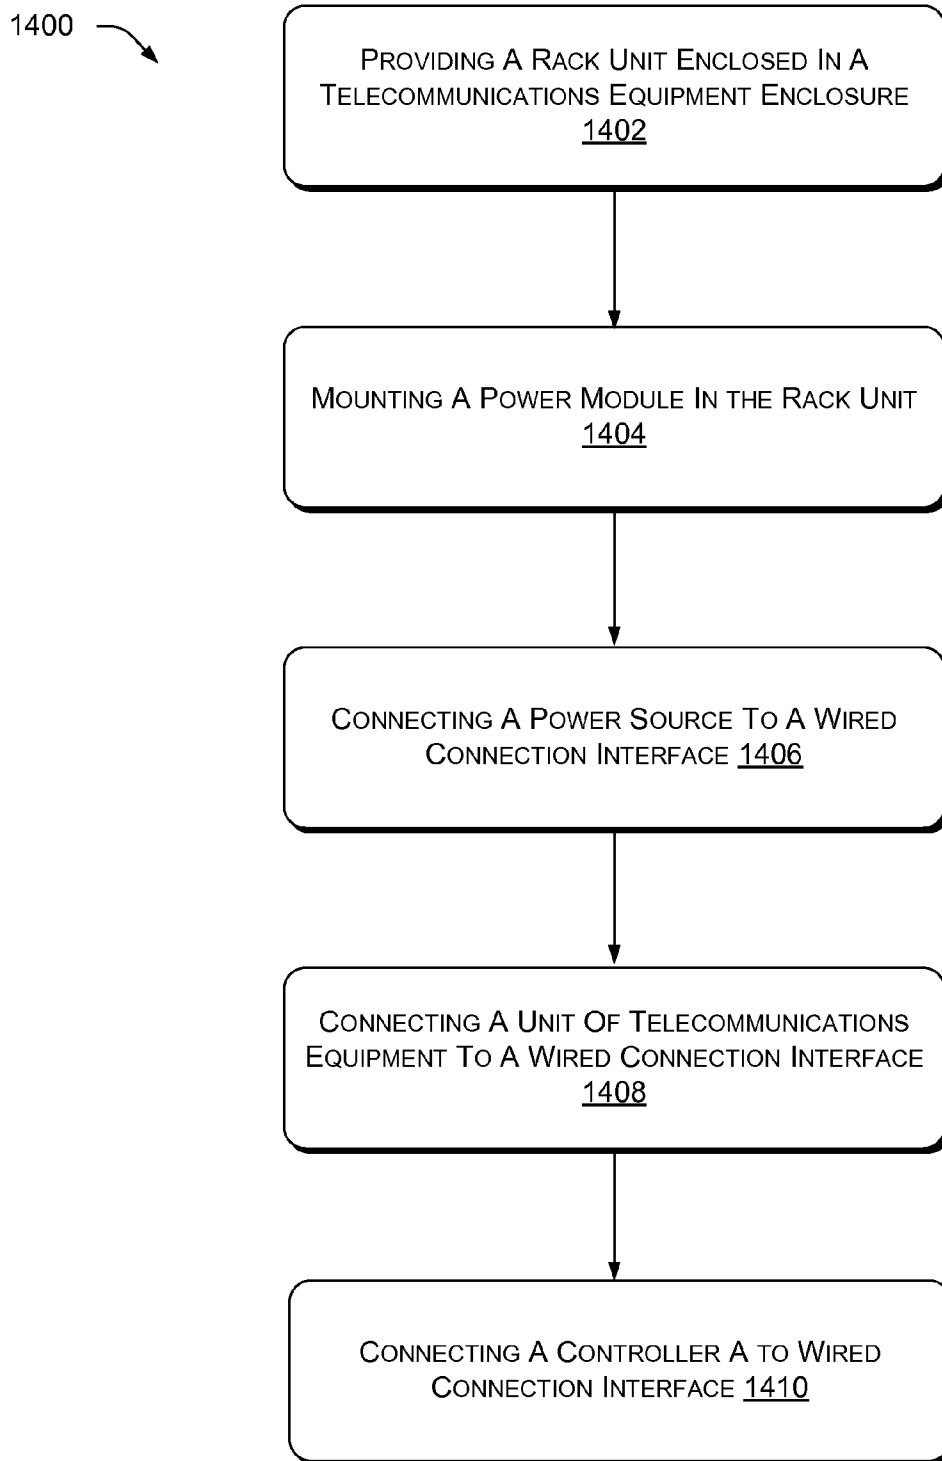 1400
PROVIDING A RACK UNIT ENCLOSED IN A
TELECOMMUNICATIONS EQUIPMENT ENCLOSURE
1402
MOUNTING A POWER MODULE IN THE RACK UNIT
1404
CONNECTING A POWER SOURCE TO A WIRED
CONNECTION INTERFACE 1406
CONNECTING A UNIT OF TELECOMMUNICATIONS
EQUIPMENT TO A WIRED CONNECTION INTERFACE
1408
CONNECTING A CONTROLLER A TO WIRED
CONNECTION INTERFACE 1410